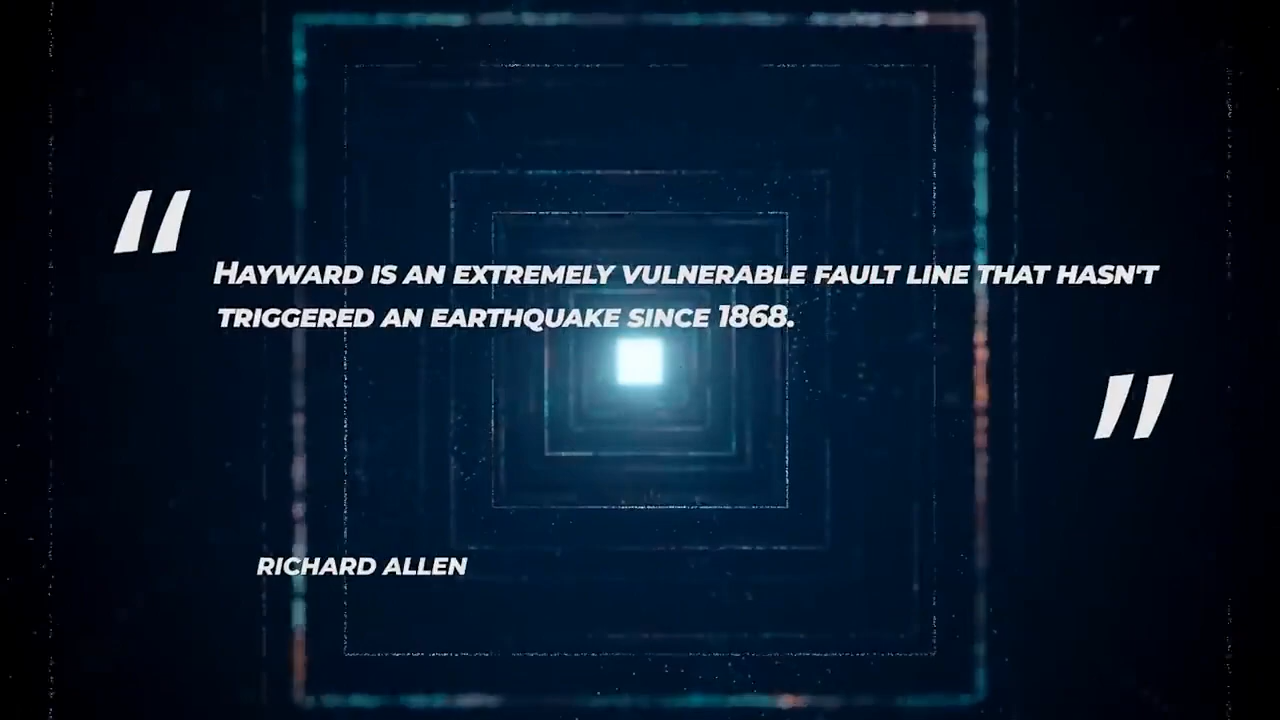 "
Hayward is an extremely vulnerable fault line that hasn't
triggered an earthquake since 1868.
"
RICHARD ALLEN